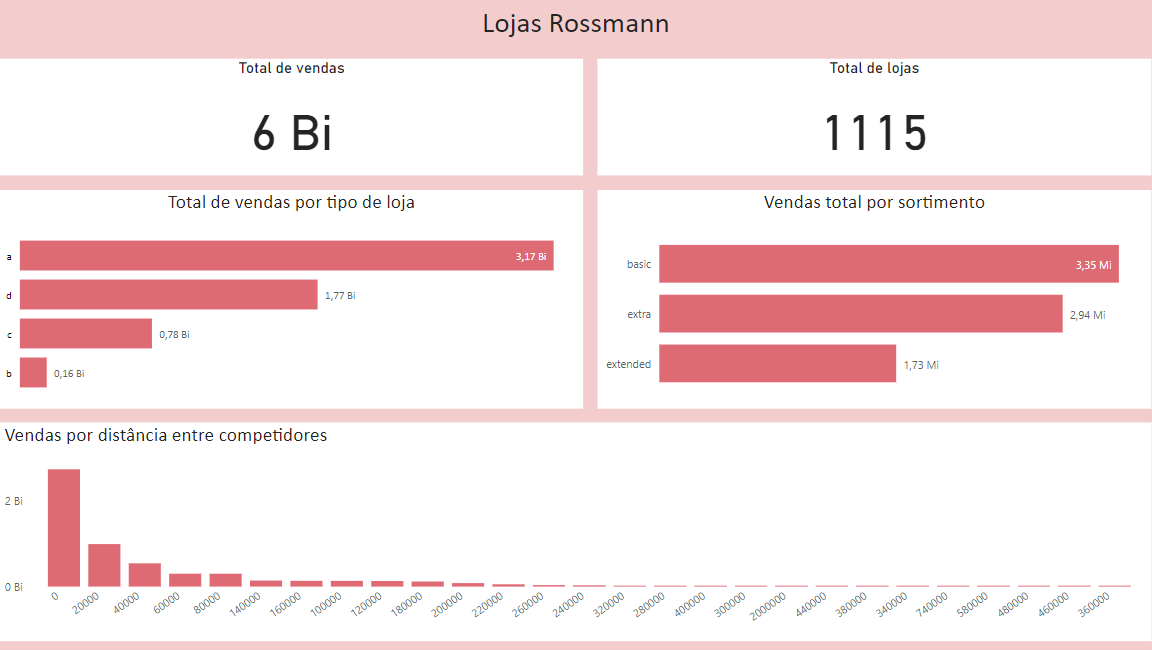 Lojas Rossmann
Total de vendas
6 Bi
Total de lojas
1115
Total de vendas por tipo de loja
a 3,17 Bi
d 1,77 Bi
c 0,78 Bi
b 0,16 Bi
Vendas total por sortimento
basic 3,35 Mi
extra 2,94 Mi
extended 1,73 Mi
Vendas por distância entre competidores
2 Bi
0 Bi
0 20000 40000 60000 80000 140000 160000 100000 120000 180000 200000 220000 260000 240000 320000 280000 400000 300000 2000000 440000 380000 340000 740000 580000 480000 460000 360000